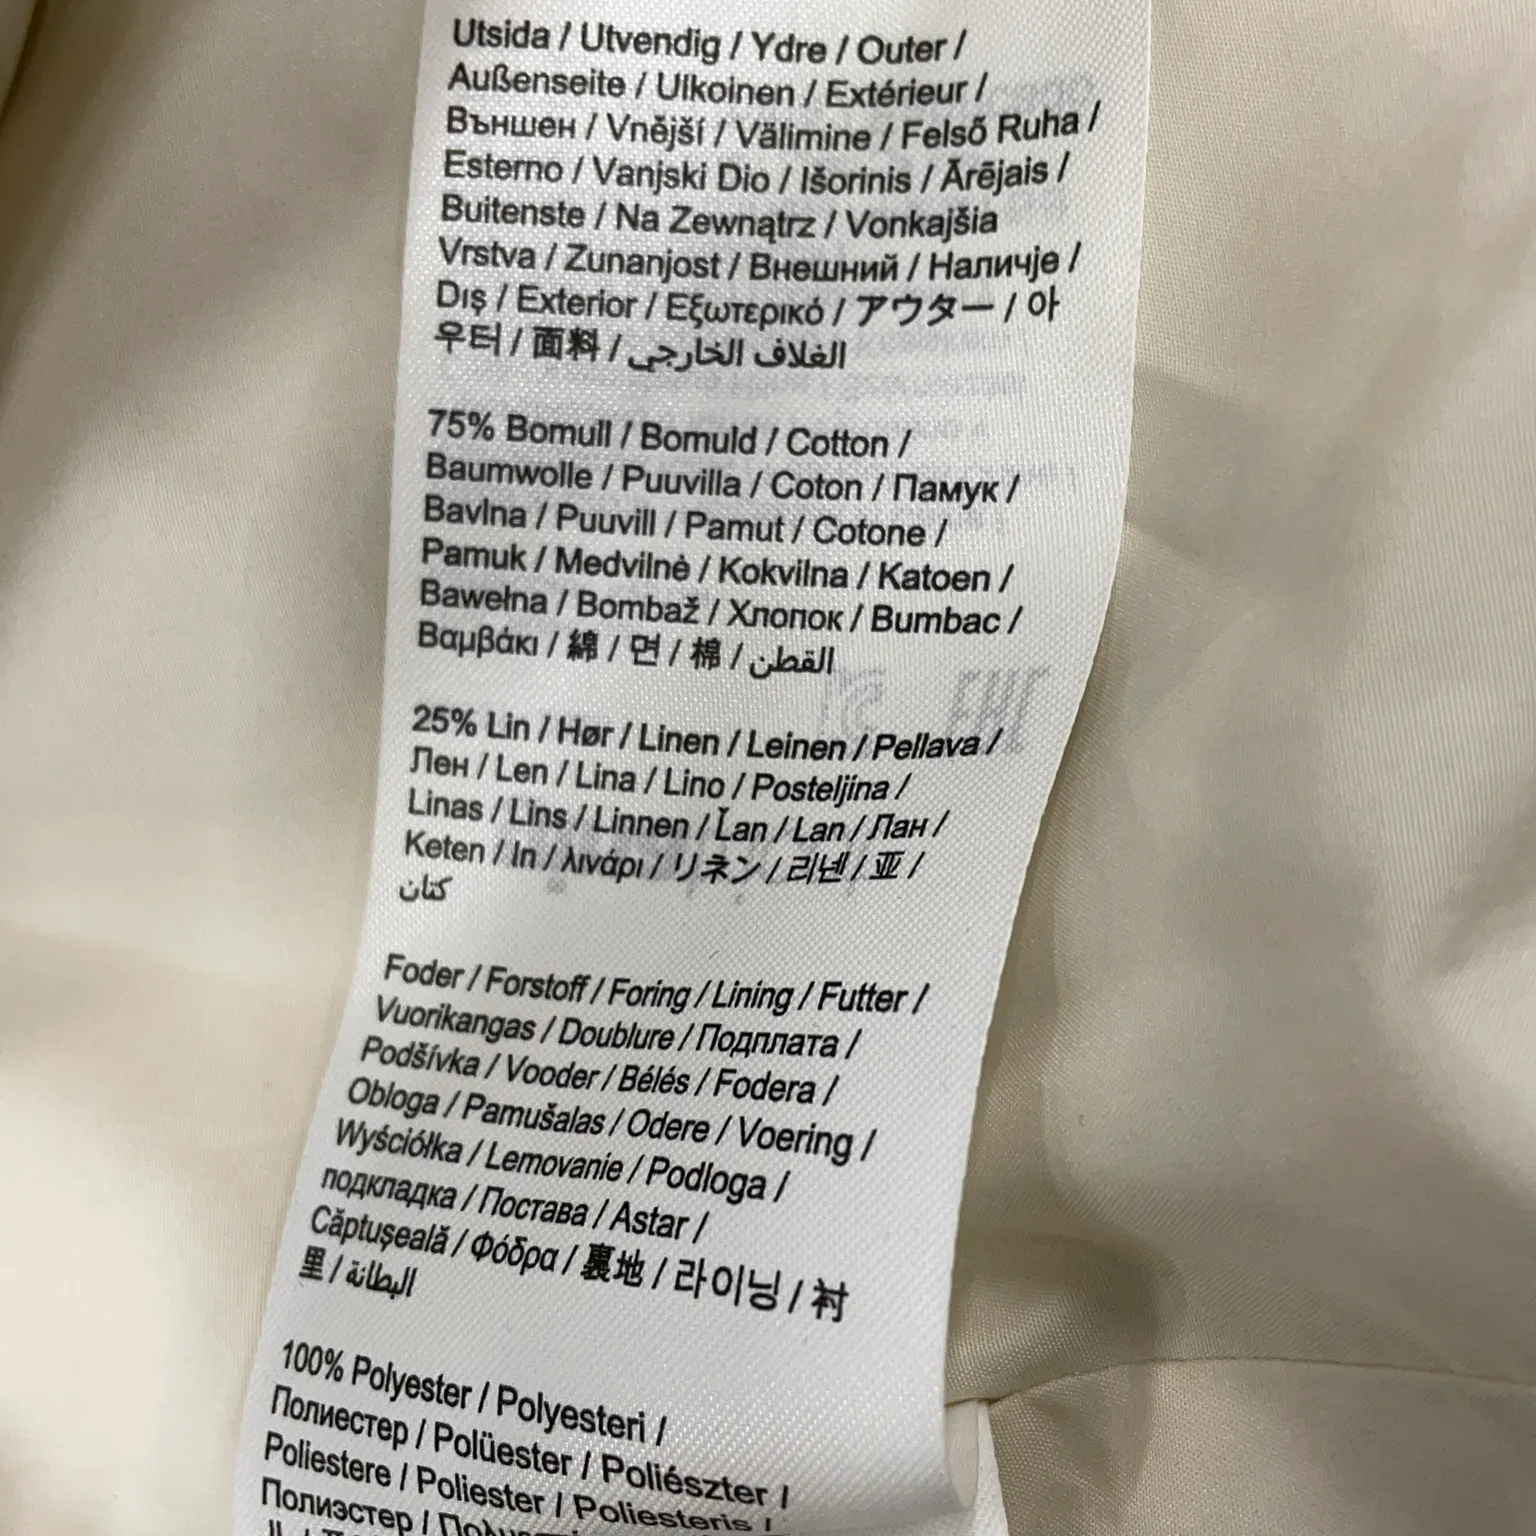 Utsida / Utvendig / Ydre / Outer /
Außenseite / Ulkoinen / Extérieur /
Външен / Vnější / Välimine / Felső Ruha /
Esterno / Vanjski Dio / Išorinis / Ārējais /
Buitenste / Na Zewnątrz / Vonkajšia
Vrstva / Zunanjost / Внешний / Наличје /
Dış / Exterior / Εξωτερικό / アウター / 아
우터 / 面料 / الغلاف الخارجي
75% Bomull / Bomuld / Cotton /
Baumwolle / Puuvilla / Coton / Памук /
Bavlna / Puuvill / Pamut / Cotone /
Pamuk / Medvilnė / Kokvilna / Katoen /
Bawełna / Bombaž / Хлопок / Bumbac /
Βαμβάκι / 綿 / 면 / 棉 / القطن
25% Lin / Hør / Linen / Leinen / Pellava /
Лен / Len / Lina / Lino / Posteljina /
Linas / Lins / Linnen / Ľan / Lan / Лан /
Keten / In / λινάρι / リネン / 리넨 / 亚 /
كتان
Foder / Forstoff / Foring / Lining / Futter /
Vuorikangas / Doublure / Подплата /
Podšívka / Vooder / Bélés / Fodera /
Obloga / Pamušalas / Odere / Voering /
Wyściółka / Lemovanie / Podloga /
подкладка / Постава / Astar /
Căptușeală / Φόδρα / 裏地 / 라이닝 / 衬
里 / البطانة
100% Polyester / Polyesteri /
Полиестер / Polüester / Poliészter /
Poliestere / Poliester / Poliesteris /
Полиэстер /